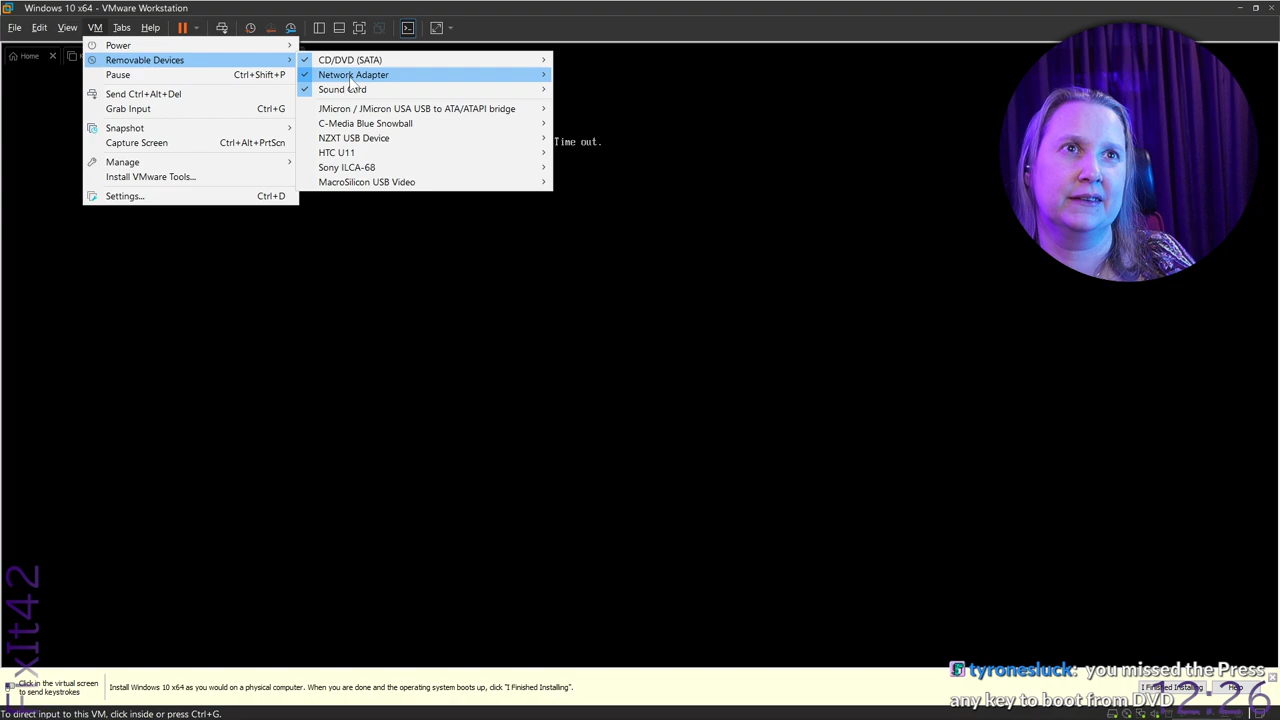 Windows 10 x64 - VMware Workstation
File Edit View VM Tabs Help
Home
Power
Removable Devices
Pause Ctrl+Shift+P
Send Ctrl+Alt+Del
Grab Input Ctrl+G
Snapshot
Capture Screen Ctrl+Alt+PrtScn
Manage
Install VMware Tools...
Settings... Ctrl+D
CD/DVD (SATA)
Network Adapter
Sound Card
JMicron / JMicron USA USB to ATA/ATAPI bridge
C-Media Blue Snowball
NZXT USB Device
HTC U11
Sony ILCA-68
MacroSilicon USB Video
Time out.
Click in the virtual screen
to send keystrokes
Install Windows 10 x64 as you would on a physical computer. When you are done and the operating system boots up, click "I Finished Installing".
I Finished Installing
Help
tyronesluck: you missed the Press
any key to boot from DVD
To direct input to this VM, click inside or press Ctrl+G.